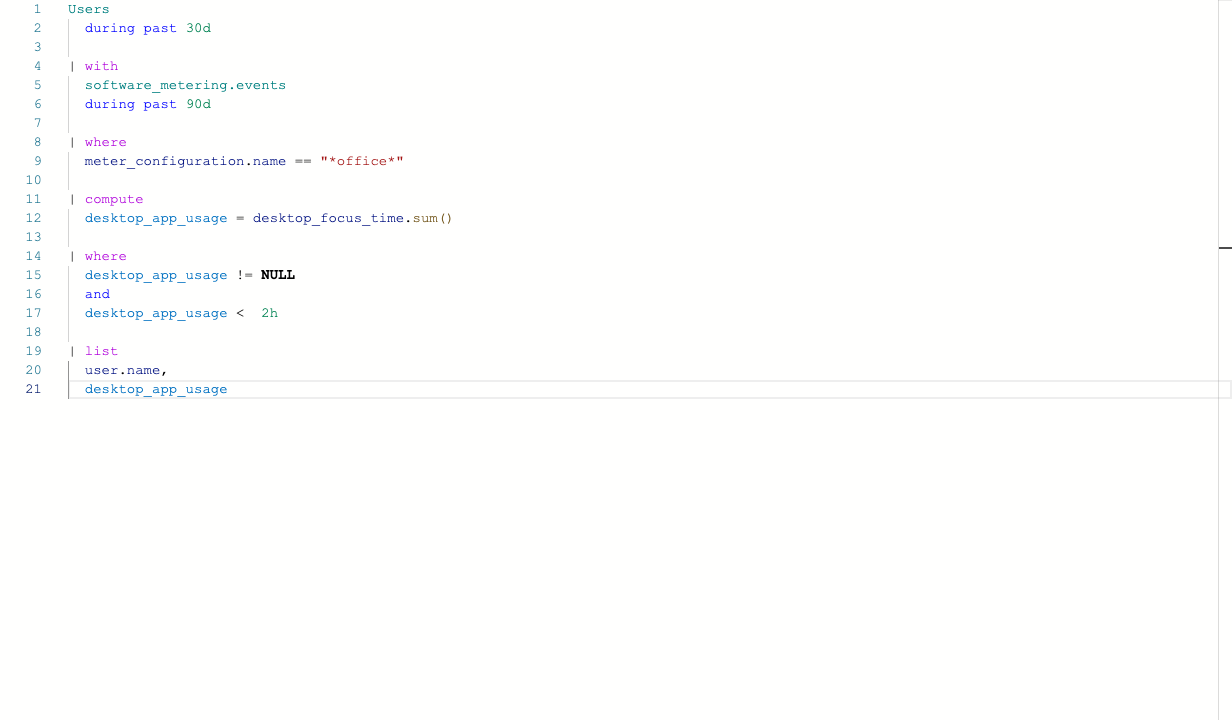 1 Users
2 during past 30d
3
4 | with
5 software_metering.events
6 during past 90d
7
8 | where
9 meter_configuration.name == "*office*"
10
11 | compute
12 desktop_app_usage = desktop_focus_time.sum()
13
14 | where
15 desktop_app_usage != NULL
16 and
17 desktop_app_usage <  2h
18
19 | list
20 user.name,
21 desktop_app_usage